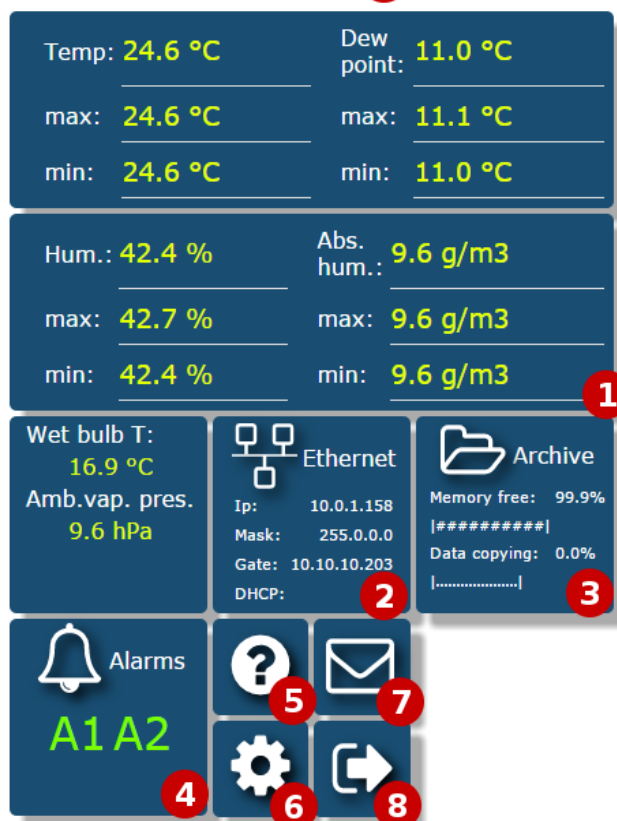 Temp: 24.6 °C
max: 24.6 °C
min: 24.6 °C
Dew
point: 11.0 °C
max: 11.1 °C
min: 11.0 °C
Hum.: 42.4 %
max: 42.7 %
min: 42.4 %
Abs.
hum.: 9.6 g/m3
max: 9.6 g/m3
min: 9.6 g/m3
1
Wet bulb T:
16.9 °C
Amb.vap. pres.
9.6 hPa
Ethernet
Ip: 10.0.1.158
Mask: 255.0.0.0
Gate: 10.10.10.203
DHCP:
2
Archive
Memory free: 99.9%
|##########|
Data copying: 0.0%
|....................|
3
Alarms
A1 A2
4
?
5
7
6
8